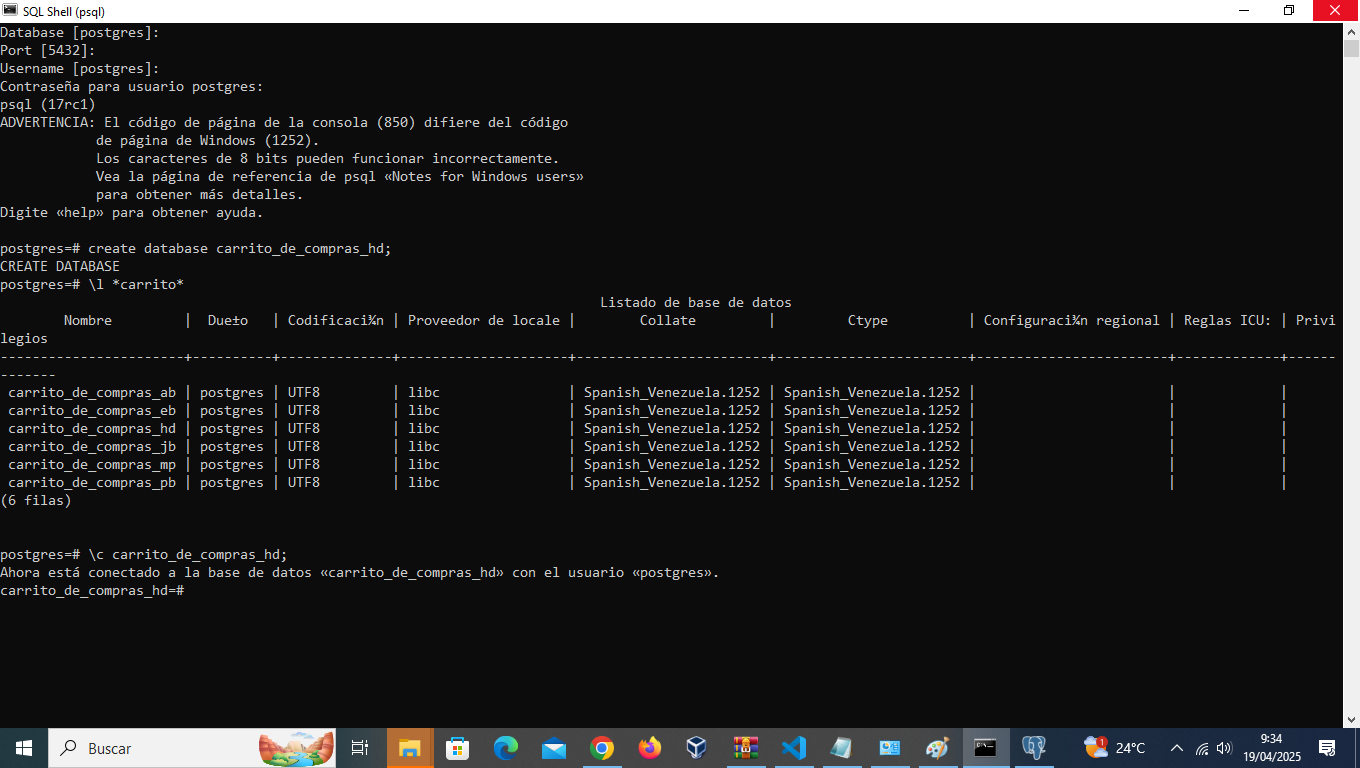 SQL Shell (psql)
Database [postgres]:
Port [5432]:
Username [postgres]:
Contraseña para usuario postgres:
psql (17rc1)
ADVERTENCIA: El código de página de la consola (850) difiere del código
            de página de Windows (1252).
            Los caracteres de 8 bits pueden funcionar incorrectamente.
            Vea la página de referencia de psql «Notes for Windows users»
            para obtener más detalles.
Digite «help» para obtener ayuda.
postgres=# create database carrito_de_compras_hd;
CREATE DATABASE
postgres=# \l *carrito*
Listado de base de datos
        Nombre         |  Due±o   | Codificaci¾n | Proveedor de locale |        Collate         |         Ctype          | Configuraci¾n regional | Reglas ICU: | Privi
legios
-----------------------+----------+--------------+---------------------+------------------------+------------------------+------------------------+-------------+------
-------
 carrito_de_compras_ab | postgres | UTF8         | libc                | Spanish_Venezuela.1252 | Spanish_Venezuela.1252 |                        |             |
 carrito_de_compras_eb | postgres | UTF8         | libc                | Spanish_Venezuela.1252 | Spanish_Venezuela.1252 |                        |             |
 carrito_de_compras_hd | postgres | UTF8         | libc                | Spanish_Venezuela.1252 | Spanish_Venezuela.1252 |                        |             |
 carrito_de_compras_jb | postgres | UTF8         | libc                | Spanish_Venezuela.1252 | Spanish_Venezuela.1252 |                        |             |
 carrito_de_compras_mp | postgres | UTF8         | libc                | Spanish_Venezuela.1252 | Spanish_Venezuela.1252 |                        |             |
 carrito_de_compras_pb | postgres | UTF8         | libc                | Spanish_Venezuela.1252 | Spanish_Venezuela.1252 |                        |             |
(6 filas)
postgres=# \c carrito_de_compras_hd;
Ahora está conectado a la base de datos «carrito_de_compras_hd» con el usuario «postgres».
carrito_de_compras_hd=#
Buscar
1
24°C
9:34
19/04/2025